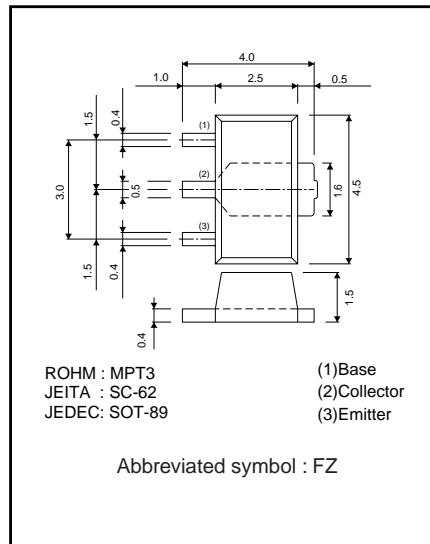 4.0
1.0 2.5 0.5
1.5 0.4 (1)
3.0 (2) 0.5 1.6 4.5
(3)
1.5 0.4
1.5
0.4
ROHM : MPT3
JEITA : SC-62
JEDEC: SOT-89
(1)Base
(2)Collector
(3)Emitter
Abbreviated symbol : FZ